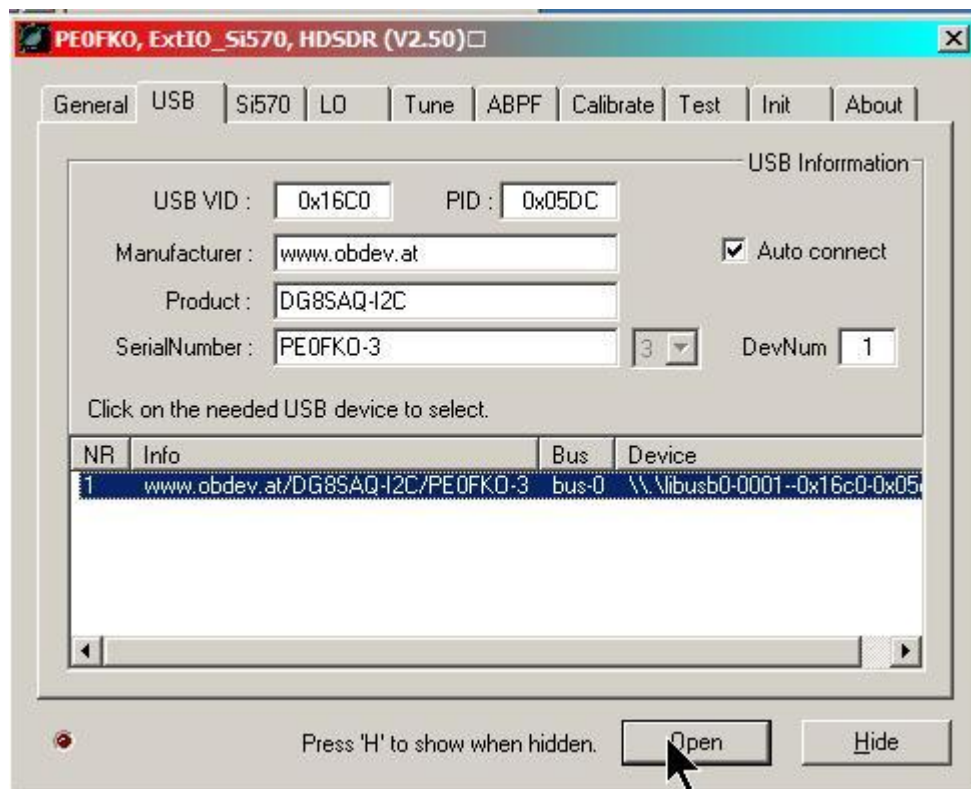 PE0FKO, ExtIO_Si570, HDSDR (V2.50)□
General USB Si570 LO Tune ABPF Calibrate Test Init About
USB Inforrmation
USB VID : 0x16C0 PID : 0x05DC
Manufacturer : www.obdev.at Auto connect
Product : DG8SAQ-I2C
SerialNumber : PE0FKO-3 3 DevNum 1
Click on the needed USB device to select.
NR Info Bus Device
1 www.obdev.at/DG8SAQ-I2C/PE0FKO-3 bus-0 \\.\libusb0-0001--0x16c0-0x05
Press 'H' to show when hidden. Open Hide